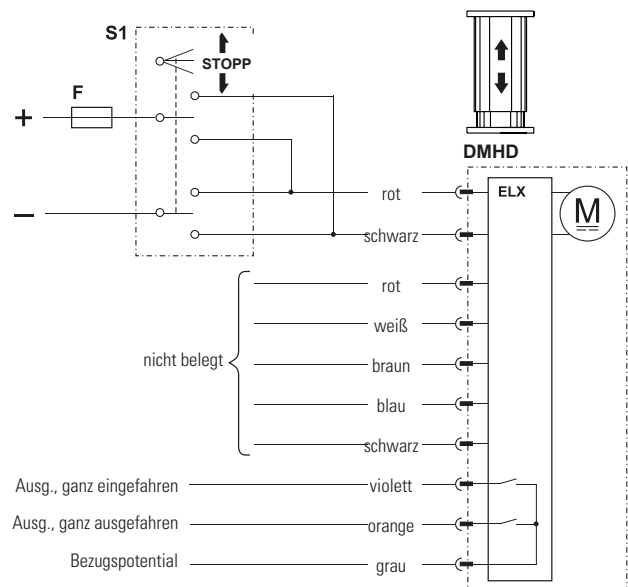 S1
STOPP
F
+
–
DMHD
ELX
M
rot
schwarz
rot
weiß
nicht belegt
braun
blau
schwarz
Ausg., ganz eingefahren
violett
Ausg., ganz ausgefahren
orange
Bezugspotential
grau